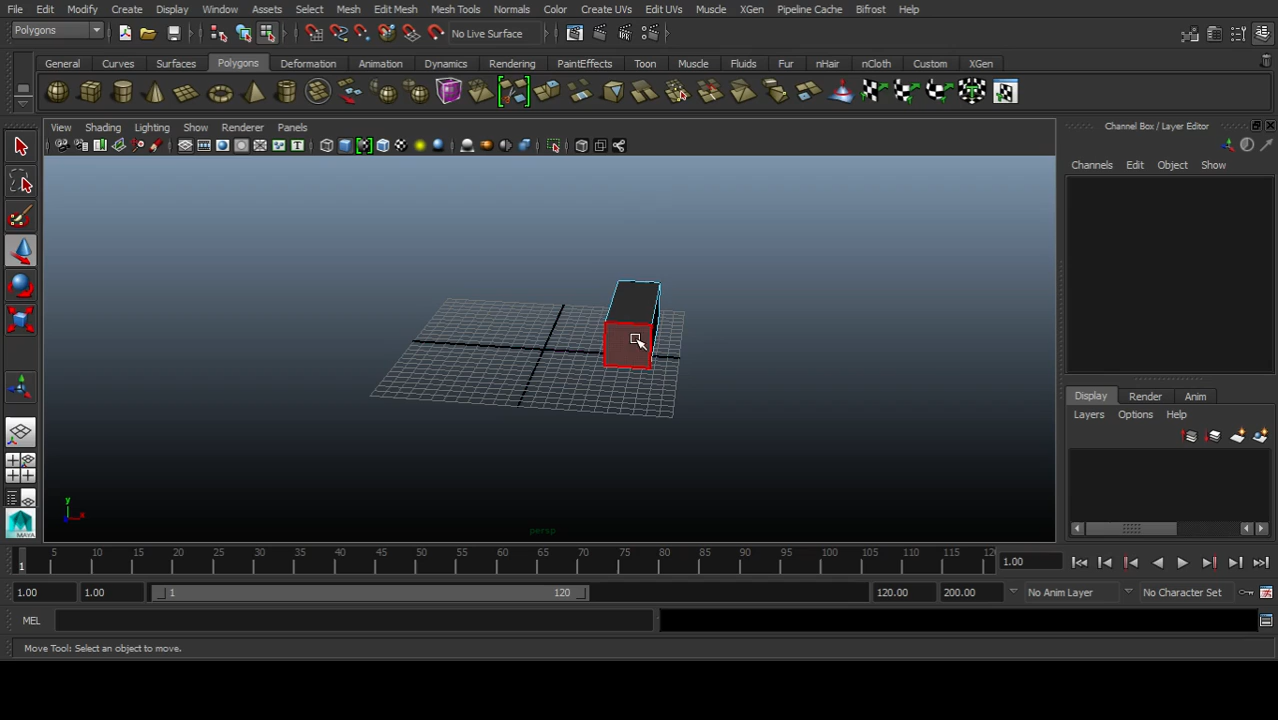 File Edit Modify Create Display Window Assets Select Mesh Edit Mesh Mesh Tools Normals Color Create UVs Edit UVs Muscle XGen Pipeline Cache Bifrost Help
Polygons No Live Surface
General Curves Surfaces Polygons Deformation Animation Dynamics Rendering PaintEffects Toon Muscle Fluids Fur nHair nCloth Custom XGen
View Shading Lighting Show Renderer Panels
Channel Box / Layer Editor
Channels Edit Object Show
Display Render Anim
Layers Options Help
y
x
persp
MAYA
5 10 15 20 25 30 35 40 45 50 55 60 65 70 75 80 85 90 95 100 105 110 115 120
1
1.00
1.00 1.00 1 120 120.00 200.00 No Anim Layer No Character Set
MEL
Move Tool: Select an object to move.